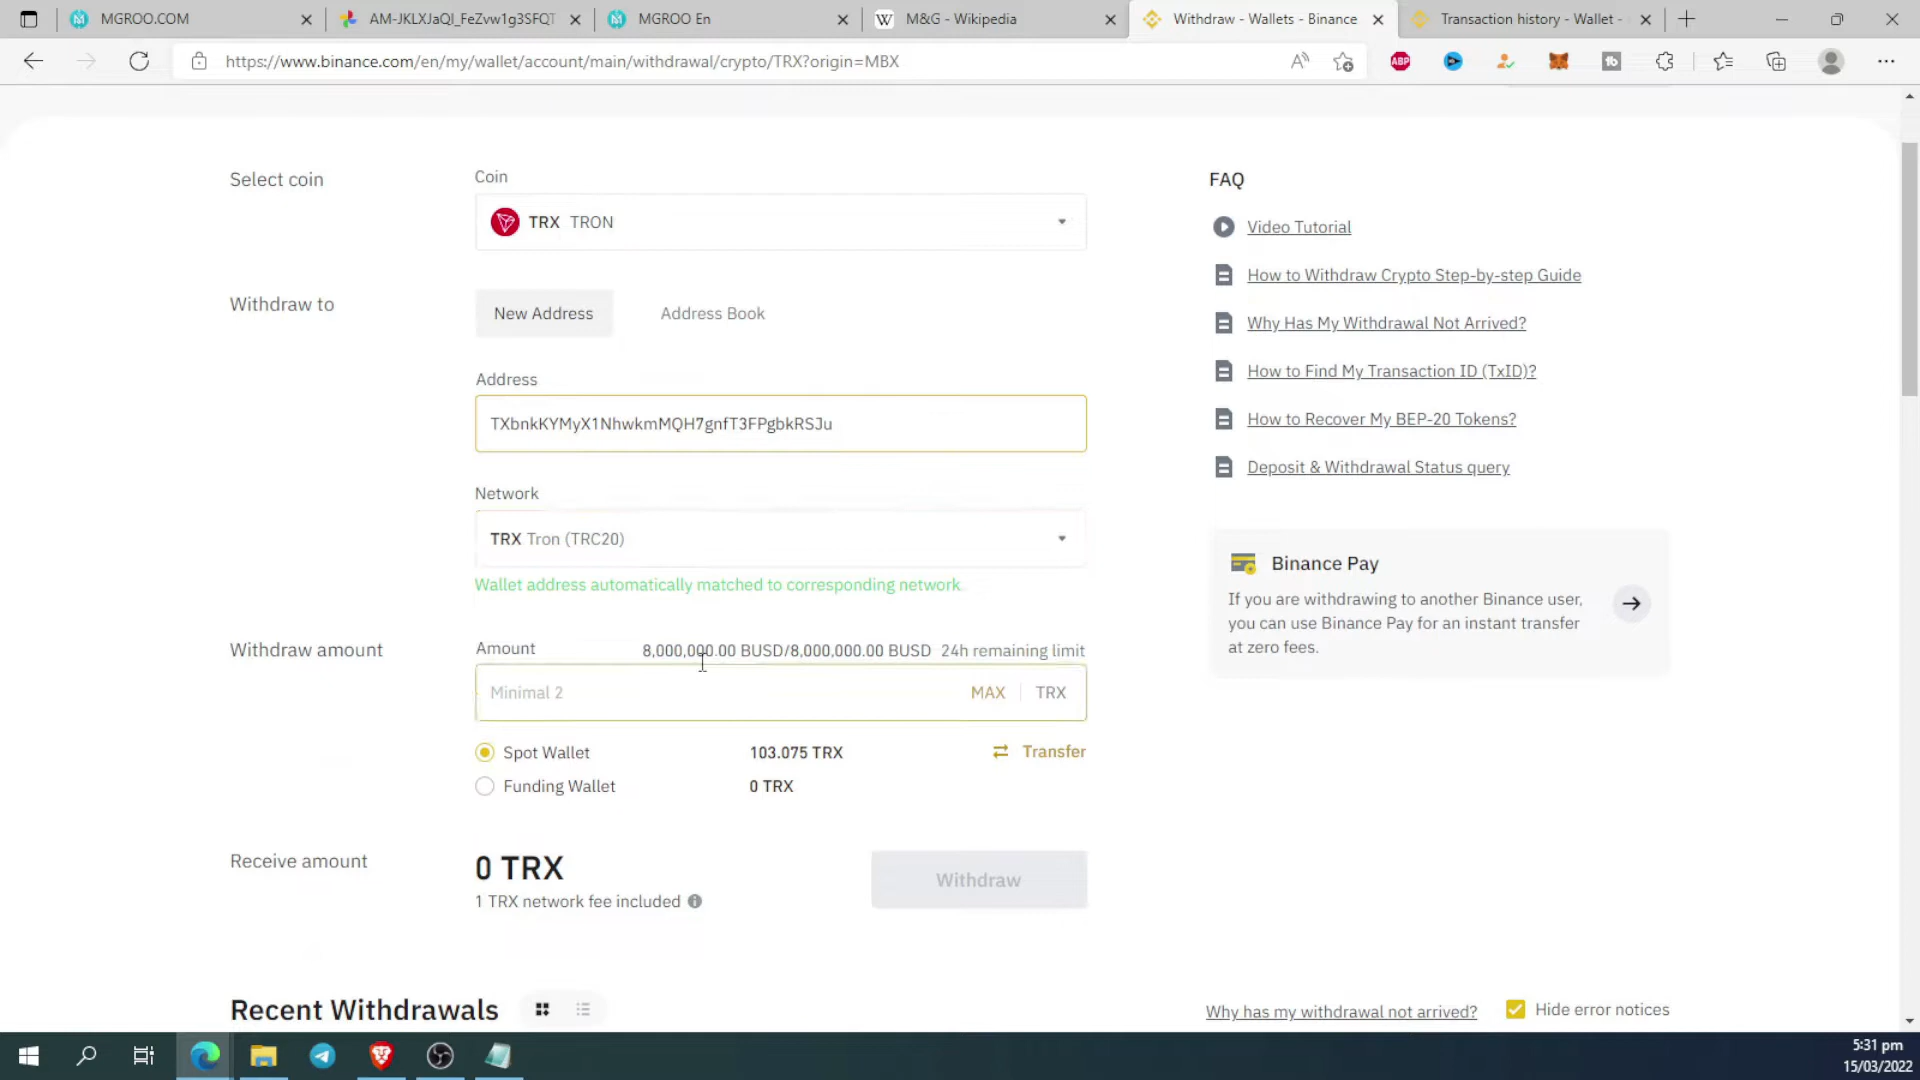 MGROO.COM
AM-JKLXJaQI_FeZvw1g3SFQT
MGROO En
M&G - Wikipedia
Withdraw - Wallets - Binance
Transaction history - Wallet -
https://www.binance.com/en/my/wallet/account/main/withdrawal/crypto/TRX?origin=MBX
ABP
Select coin
Coin
TRX TRON
Withdraw to
New Address
Address Book
Address
TXbnkKYMyX1NhwkmMQH7gnfT3FPgbkRSJu
Network
TRX Tron (TRC20)
Wallet address automatically matched to corresponding network.
Withdraw amount
Amount
8,000,000.00 BUSD/8,000,000.00 BUSD 24h remaining limit
Minimal 2
MAX
TRX
Spot Wallet
103.075 TRX
Transfer
Funding Wallet
0 TRX
Receive amount
0 TRX
1 TRX network fee included
Withdraw
FAQ
Video Tutorial
How to Withdraw Crypto Step-by-step Guide
Why Has My Withdrawal Not Arrived?
How to Find My Transaction ID (TxID)?
How to Recover My BEP-20 Tokens?
Deposit & Withdrawal Status query
Binance Pay
If you are withdrawing to another Binance user,
you can use Binance Pay for an instant transfer
at zero fees.
Recent Withdrawals
Why has my withdrawal not arrived?
Hide error notices
5:31 pm
15/03/2022